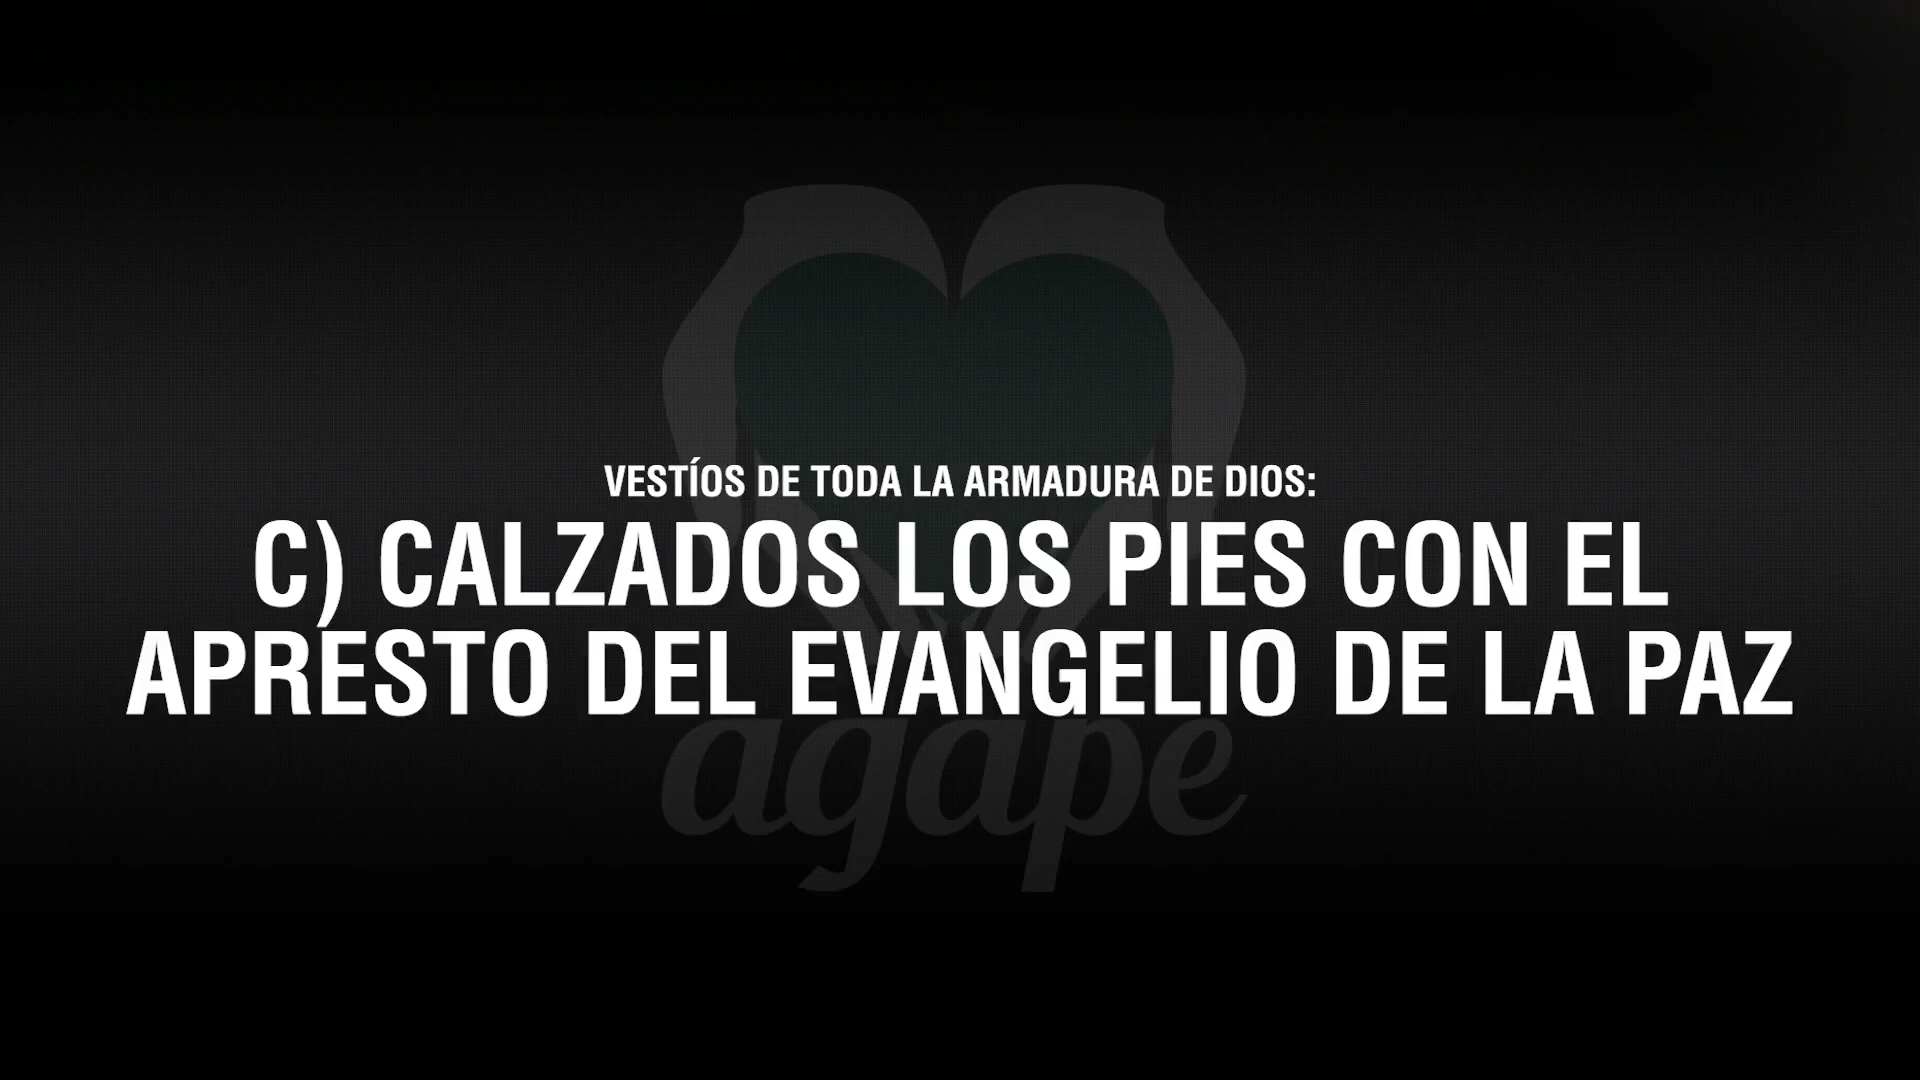 VESTÍOS DE TODA LA ARMADURA DE DIOS:
C) CALZADOS LOS PIES CON EL
APRESTO DEL EVANGELIO DE LA PAZ
agape